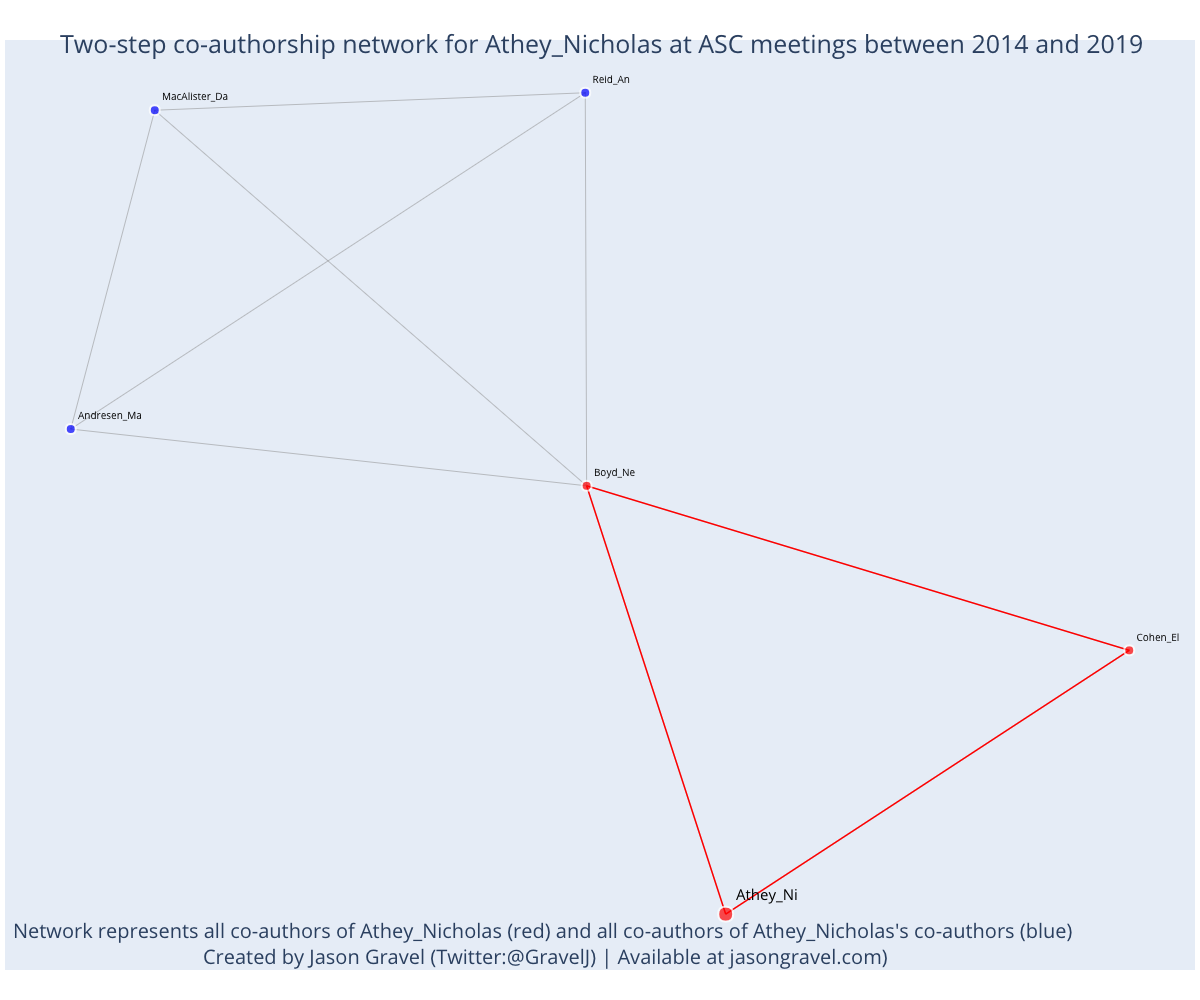 Two-step co-authorship network for Athey_Nicholas at ASC meetings between 2014 and 2019
Reid_An
MacAlister_Da
Andresen_Ma
Boyd_Ne
Cohen_El
Athey_Ni
Network represents all co-authors of Athey_Nicholas (red) and all co-authors of Athey_Nicholas's co-authors (blue)
Created by Jason Gravel (Twitter:@GravelJ) | Available at jasongravel.com)